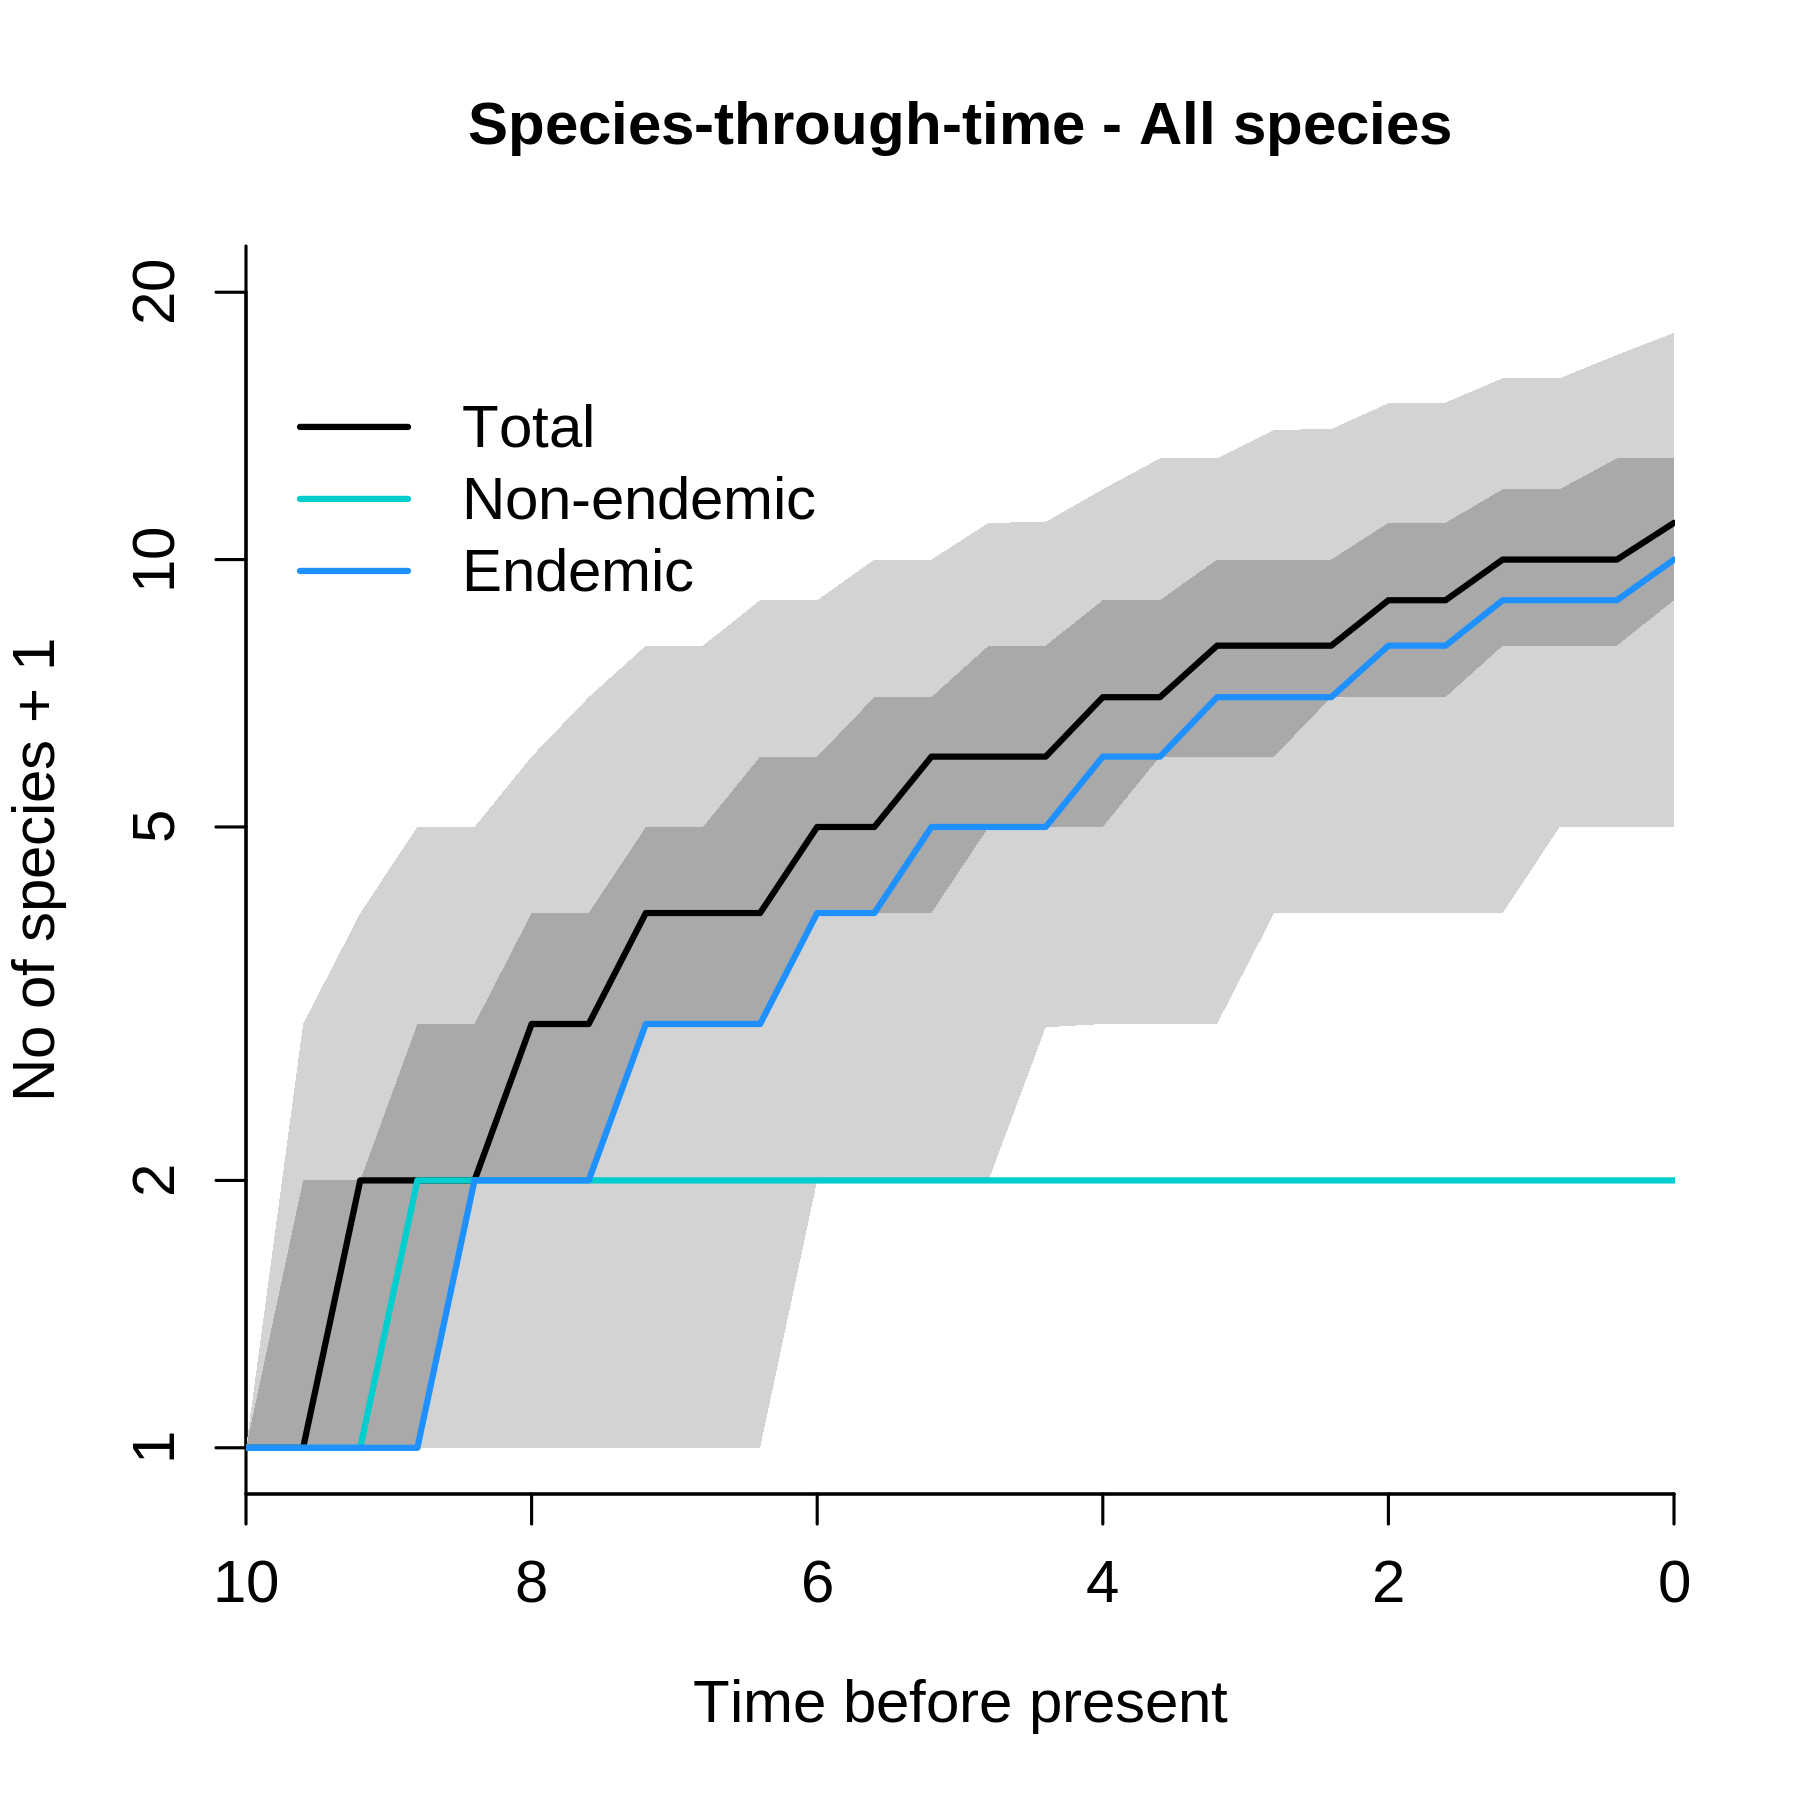 Species-through-time - All species
Total
Non-endemic
Endemic
No of species + 1
20
10
5
2
1
10 8 6 4 2 0
Time before present